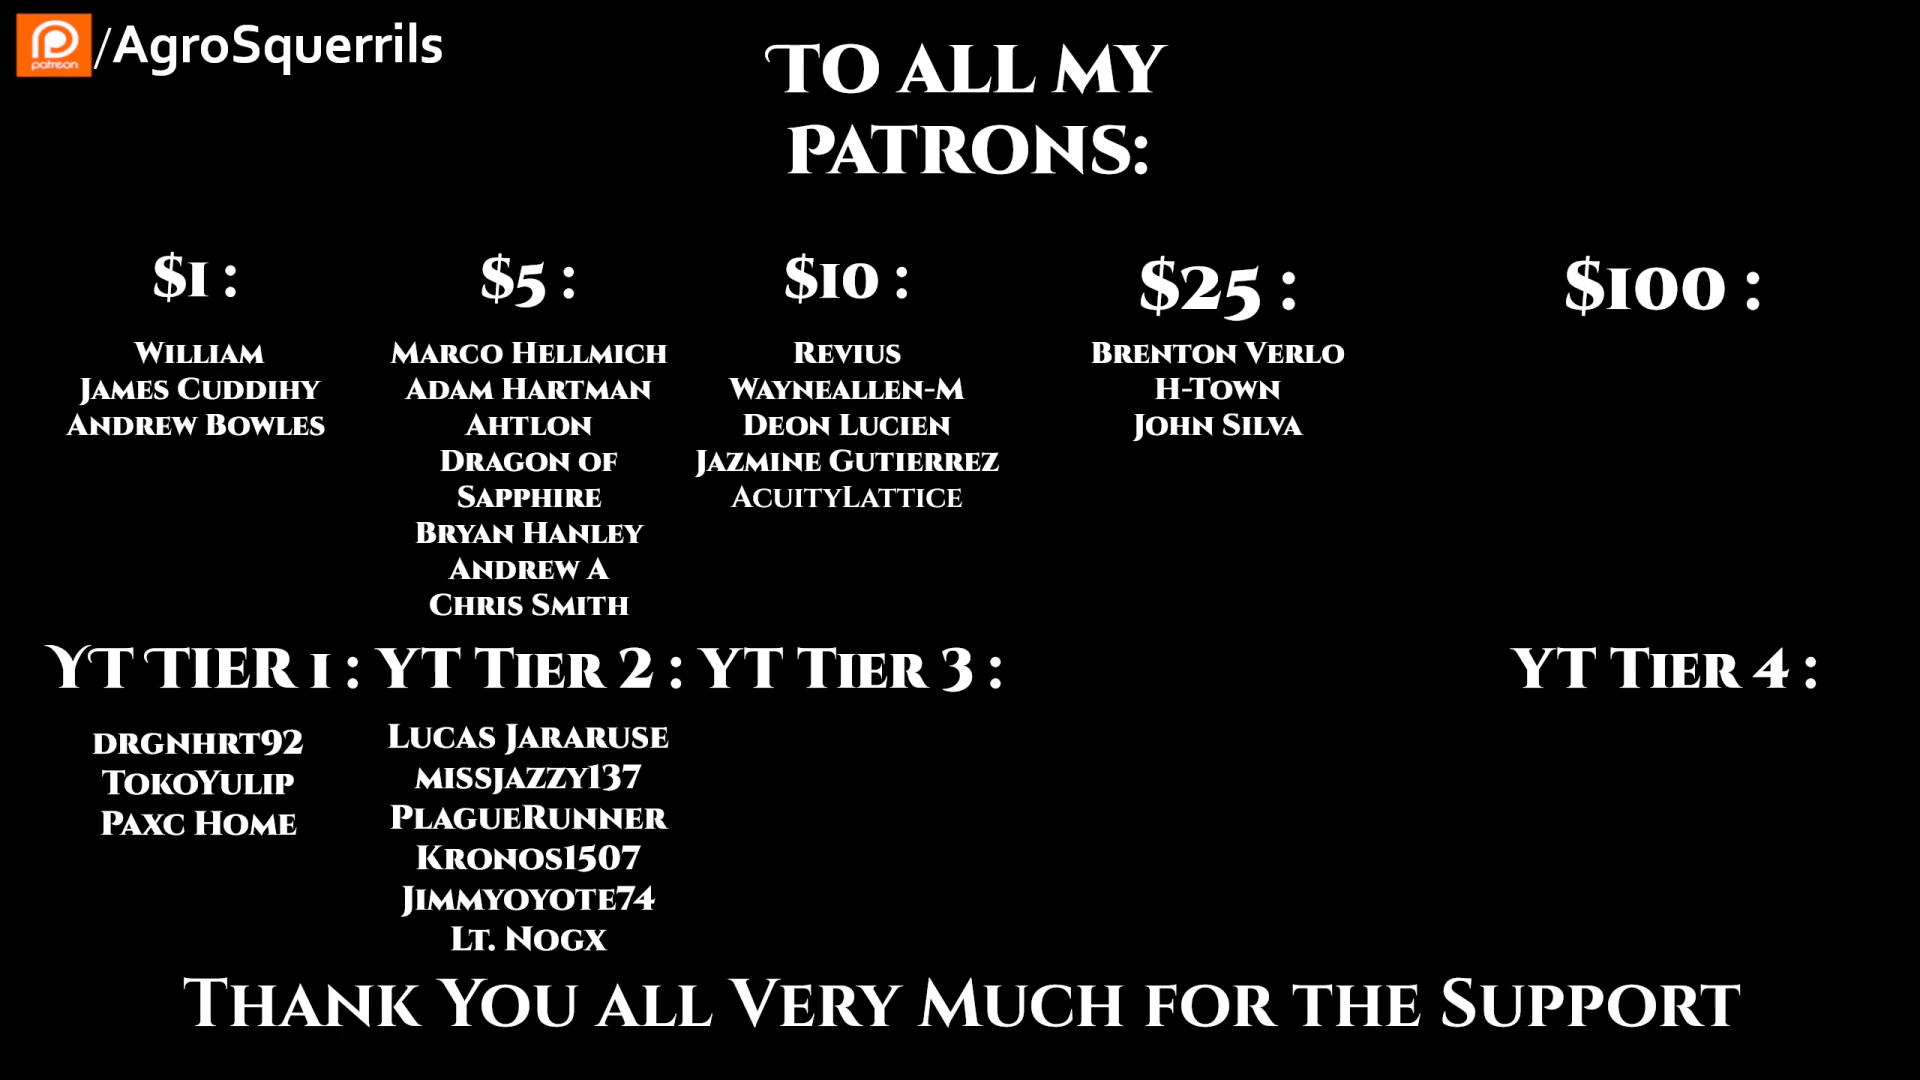 patreon
/AgroSquerrils
To all my
Patrons:
$1 :
William
James Cuddihy
Andrew Bowles
$5 :
Marco Hellmich
Adam Hartman
Ahtlon
Dragon of
Sapphire
Bryan Hanley
Andrew A
Chris Smith
$10 :
Revius
Wayneallen-M
Deon Lucien
Jazmine Gutierrez
AcuityLattice
$25 :
Brenton Verlo
H-Town
John Silva
$100 :
YT Tier 1 :
drgnhrt92
TokoYulip
Paxc Home
YT Tier 2 :
Lucas Jararuse
missjazzy137
PlagueRunner
Kronos1507
Jimmyoyote74
Lt. Nogx
YT Tier 3 :
YT Tier 4 :
Thank You all Very Much for the Support